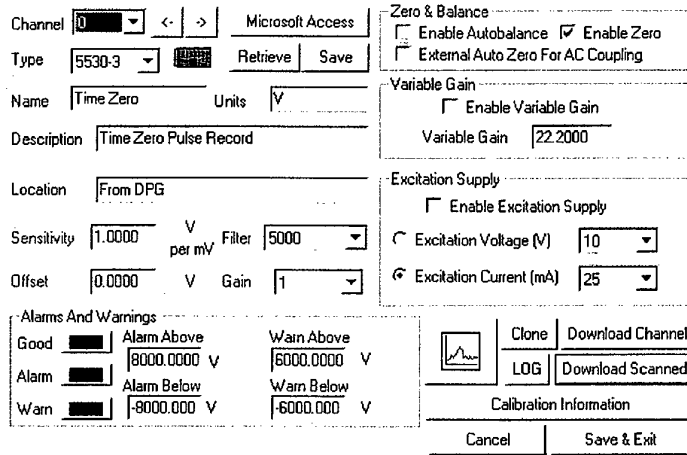 Channel 0 <- -> Microsoft Access
Type 5530-3 Retrieve Save
Name Time Zero Units V
Description Time Zero Pulse Record
Location From DPG
Sensitivity 1.0000 V per mV Filter 5000
Offset 0.0000 V Gain 1
Zero & Balance
Enable Autobalance Enable Zero
External Auto Zero For AC Coupling
Variable Gain
Enable Variable Gain
Variable Gain 22.2000
Excitation Supply
Enable Excitation Supply
Excitation Voltage (V) 10
Excitation Current (mA) 25
Alarms And Warnings
Good Alarm Above Warn Above
8000.0000 V 6000.0000 V
Alarm Alarm Below Warn Below
Warn -8000.000 V -6000.000 V
Clone Download Channel
LOG Download Scanned
Calibration Information
Cancel Save & Exit